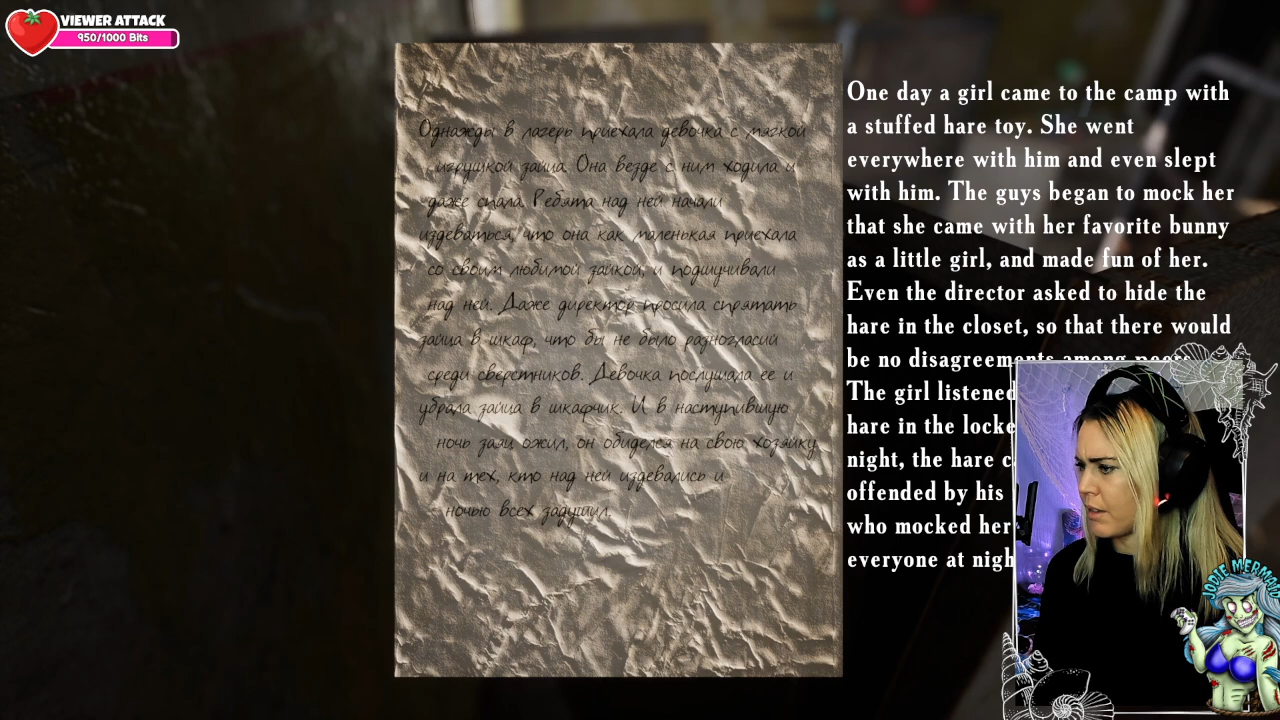 VIEWER ATTACK
950/1000 Bits
Однажды в лагерь приехала девочка с мягкой
игрушкой зайца. Она везде с ним ходила и
даже спала. Ребята над ней начали
издеваться, что она как маленькая приехала
со своим любимой зайкой, и подшучивали
над ней. Даже директор просила спрятать
зайца в шкаф, что бы не было разногласий
среди сверстников. Девочка послушала ее и
убрала зайца в шкафчик. И в наступившую
ночь заяц ожил, он обиделся на свою хозяйку
и на тех, кто над ней издевались и
ночью всех задушил.
One day a girl came to the camp with
a stuffed hare toy. She went
everywhere with him and even slept
with him. The guys began to mock her
that she came with her favorite bunny
as a little girl, and made fun of her.
Even the director asked to hide the
hare in the closet, so that there would
be no disagreements among peers.
The girl listened
hare in the locke
night, the hare c
offended by his
who mocked her
everyone at nigh
JODIE MERMAID